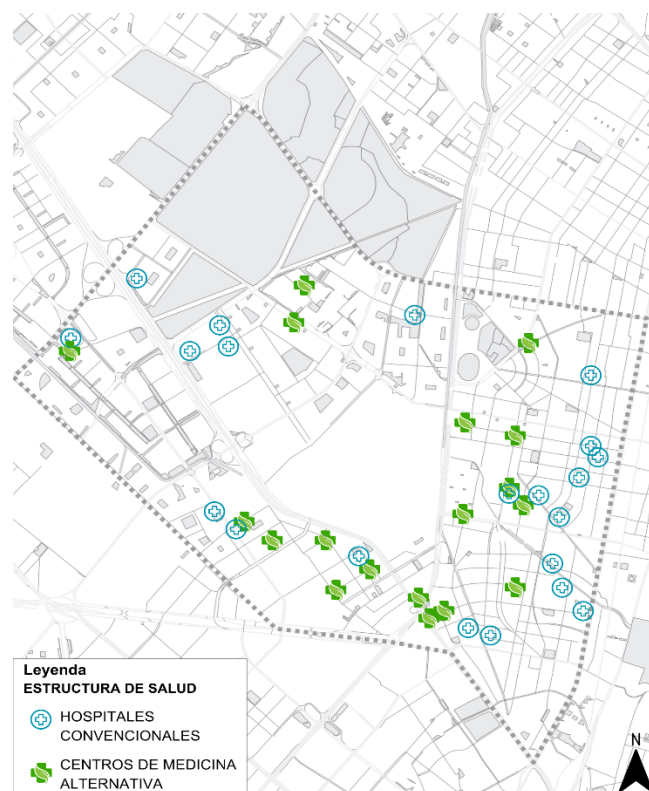 N
Leyenda
ESTRUCTURA DE SALUD
HOSPITALES
CONVENCIONALES
CENTROS DE MEDICINA
ALTERNATIVA